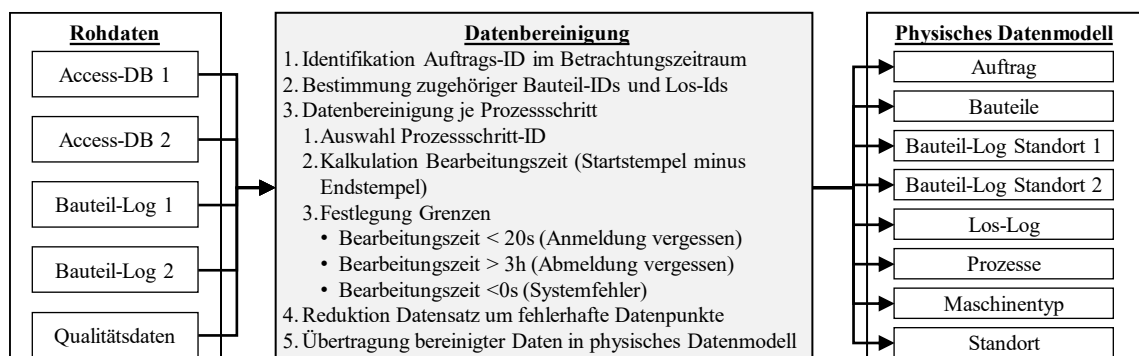 Rohdaten
Access-DB 1
Access-DB 2
Bauteil-Log 1
Bauteil-Log 2
Qualitätsdaten
Datenbereinigung
1. Identifikation Auftrags-ID im Betrachtungszeitraum
2. Bestimmung zugehöriger Bauteil-IDs und Los-Ids
3. Datenbereinigung je Prozessschritt
1. Auswahl Prozessschritt-ID
2. Kalkulation Bearbeitungszeit (Startstempel minus
Endstempel)
3. Festlegung Grenzen
• Bearbeitungszeit < 20s (Anmeldung vergessen)
• Bearbeitungszeit > 3h (Abmeldung vergessen)
• Bearbeitungszeit <0s (Systemfehler)
4. Reduktion Datensatz um fehlerhafte Datenpunkte
5. Übertragung bereinigter Daten in physisches Datenmodell
Physisches Datenmodell
Auftrag
Bauteile
Bauteil-Log Standort 1
Bauteil-Log Standort 2
Los-Log
Prozesse
Maschinentyp
Standort